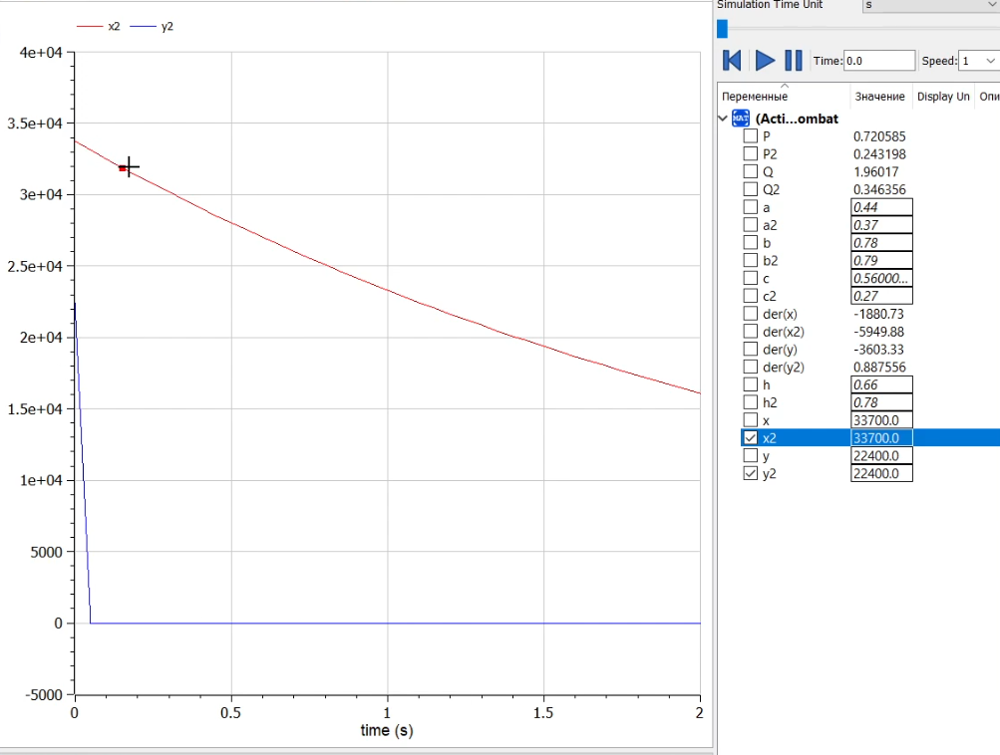 x2 y2
4e+04
3.5e+04
3e+04
2.5e+04
2e+04
1.5e+04
1e+04
5000
0
-5000
0 0.5 1 1.5 2
time (s)
Simulation Time Unit s
Time: 0.0 Speed: 1
Переменные Значение Display Un Опи
MAT (Acti...ombat
P 0.720585
P2 0.243198
Q 1.96017
Q2 0.346356
a 0.44
a2 0.37
b 0.78
b2 0.79
c 0.56000...
c2 0.27
der(x) -1880.73
der(x2) -5949.88
der(y) -3603.33
der(y2) 0.887556
h 0.66
h2 0.78
x 33700.0
x2 33700.0
y 22400.0
y2 22400.0